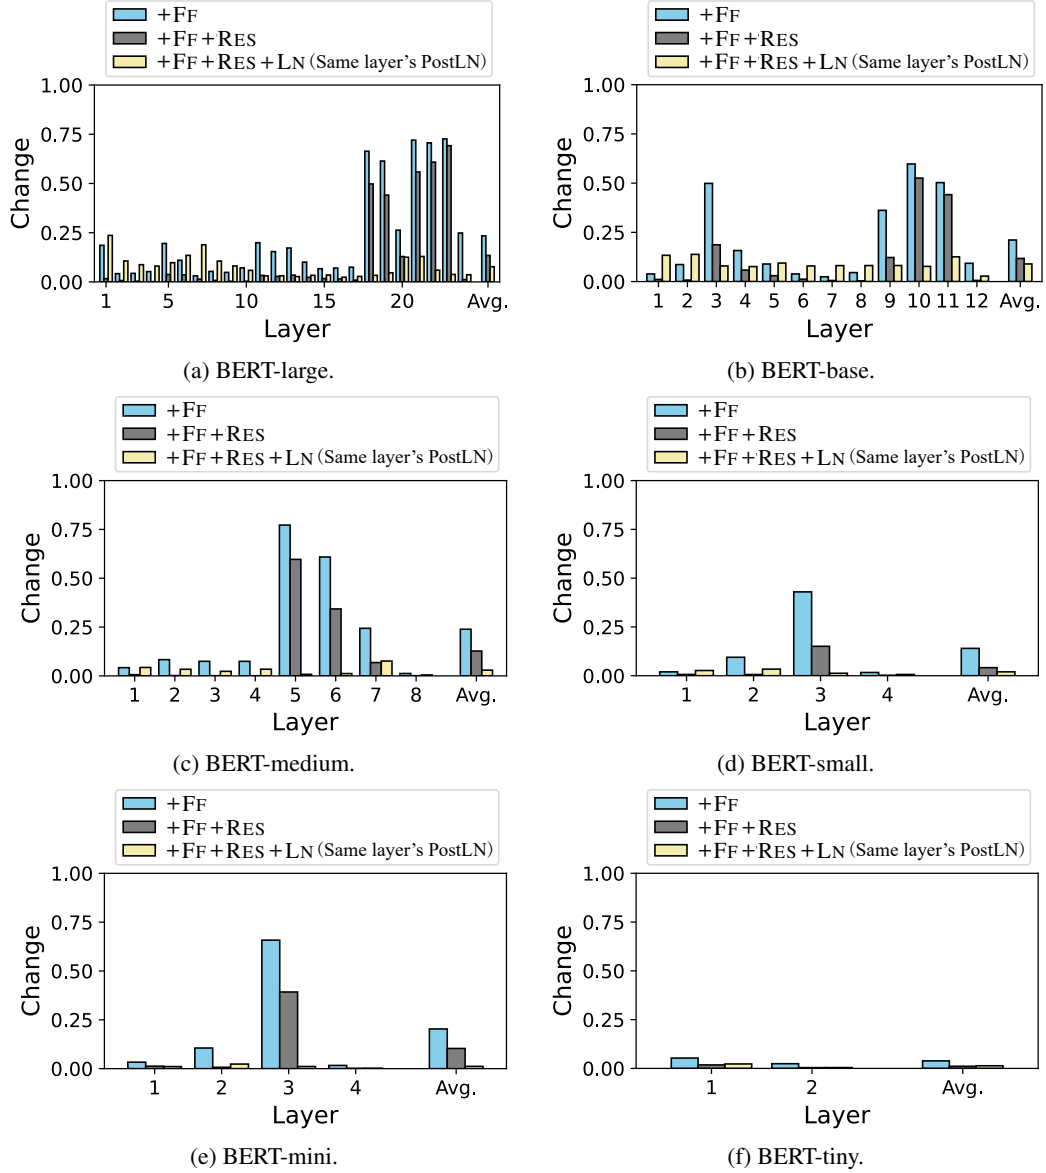 +FF
+FF+RES
+FF+RES+LN (Same layer's PostLN)
1.00
0.75
0.50
0.25
0.00
Change
1 5 10 15 20 Avg.
Layer
(a) BERT-large.
+FF
+FF+RES
+FF+RES+LN (Same layer's PostLN)
1.00
0.75
0.50
0.25
0.00
Change
1 2 3 4 5 6 7 8 9 10 11 12 Avg.
Layer
(b) BERT-base.
+FF
+FF+RES
+FF+RES+LN (Same layer's PostLN)
1.00
0.75
0.50
0.25
0.00
Change
1 2 3 4 5 6 7 8 Avg.
Layer
(c) BERT-medium.
+FF
+FF+RES
+FF+RES+LN (Same layer's PostLN)
1.00
0.75
0.50
0.25
0.00
Change
1 2 3 4 Avg.
Layer
(d) BERT-small.
+FF
+FF+RES
+FF+RES+LN (Same layer's PostLN)
1.00
0.75
0.50
0.25
0.00
Change
1 2 3 4 Avg.
Layer
(e) BERT-mini.
+FF
+FF+RES
+FF+RES+LN (Same layer's PostLN)
1.00
0.75
0.50
0.25
0.00
Change
1 2 Avg.
Layer
(f) BERT-tiny.